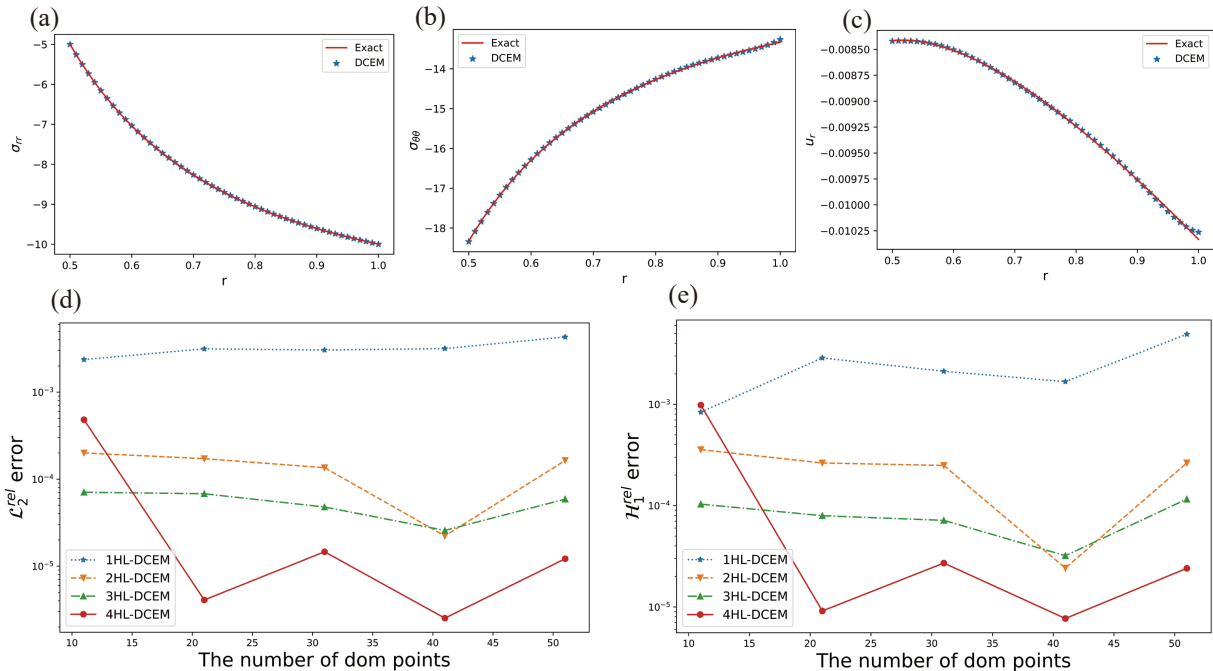 (a)
−5
−6
−7
−8
−9
−10
σrr
Exact
DCEM
0.5 0.6 0.7 0.8 0.9 1.0
r
(b)
−14
−15
−16
−17
−18
σθθ
Exact
DCEM
0.5 0.6 0.7 0.8 0.9 1.0
r
(c)
−0.00850
−0.00875
−0.00900
−0.00925
−0.00950
−0.00975
−0.01000
−0.01025
ur
Exact
DCEM
0.5 0.6 0.7 0.8 0.9 1.0
r
(d)
10⁻³
10⁻⁴
10⁻⁵
ℒ₂ʳᵉˡ error
1HL-DCEM
2HL-DCEM
3HL-DCEM
4HL-DCEM
10 15 20 25 30 35 40 45 50
The number of dom points
(e)
10⁻³
10⁻⁴
10⁻⁵
ℋ₁ʳᵉˡ error
1HL-DCEM
2HL-DCEM
3HL-DCEM
4HL-DCEM
10 15 20 25 30 35 40 45 50
The number of dom points